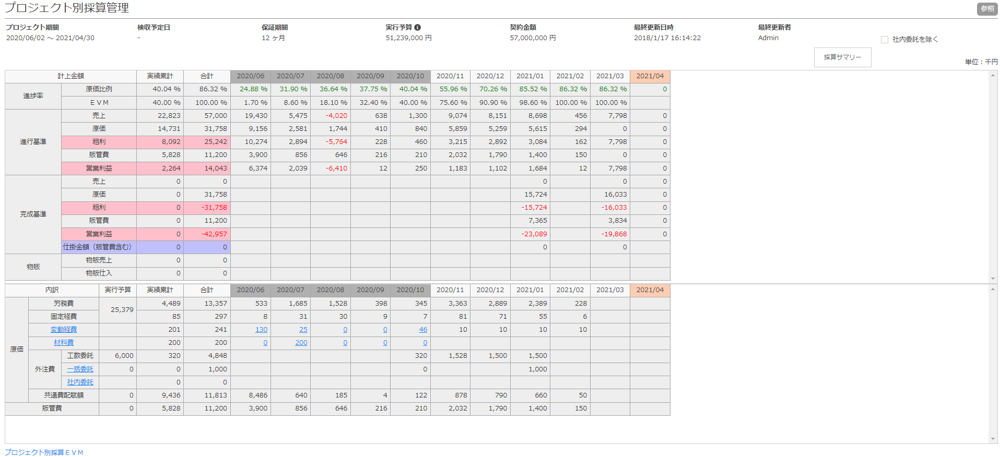 プロジェクト別採算管理
参照
プロジェクト期間 検収予定日 保証期間 実行予算 契約金額 最終更新日時 最終更新者
2020/06/02 ～ 2021/04/30 - 12 ヶ月 51,239,000 円 57,000,000 円 2018/1/17 16:14:22 Admin
社内委託を除く
採算サマリー
単位：千円
計上金額 実績累計 合計 2020/06 2020/07 2020/08 2020/09 2020/10 2020/11 2020/12 2021/01 2021/02 2021/03 2021/04
進捗率
原価比例 40.04 % 86.32 % 24.88 % 31.90 % 36.64 % 37.75 % 40.04 % 55.96 % 70.26 % 85.52 % 86.32 % 86.32 % 0
ＥＶＭ 40.00 % 100.00 % 1.70 % 8.60 % 18.10 % 32.40 % 40.00 % 75.60 % 90.90 % 98.60 % 100.00 % 100.00 %
進行基準
売上 22,823 57,000 19,430 5,475 -4,020 638 1,300 9,074 8,151 8,698 456 7,798 0
原価 14,731 31,758 9,156 2,581 1,744 410 840 5,859 5,259 5,615 294 0 0
粗利 8,092 25,242 10,274 2,894 -5,764 228 460 3,215 2,892 3,084 162 7,798 0
販管費 5,828 11,200 3,900 856 646 216 210 2,032 1,790 1,400 150 0 0
営業利益 2,264 14,043 6,374 2,039 -6,410 12 250 1,183 1,102 1,684 12 7,798 0
完成基準
売上 0 0 0 0 0
原価 0 31,758 15,724 16,033 0
粗利 0 -31,758 -15,724 -16,033 0
販管費 0 11,200 7,365 3,834 0
営業利益 0 -42,957 -23,089 -19,868 0
仕掛金額（販管費含む） 0 0 0 0
物販
物販売上 0 0
物販仕入 0 0
内訳 実行予算 実績累計 合計 2020/06 2020/07 2020/08 2020/09 2020/10 2020/11 2020/12 2021/01 2021/02 2021/03 2021/04
原価
労務費 25,379 4,489 13,357 533 1,685 1,528 398 345 3,363 2,889 2,389 228
固定経費 85 297 8 31 30 9 7 81 71 55 6
変動経費 201 241 130 25 0 0 46 10 10 10 10
材料費 200 200 0 200 0 0 0
外注費
工数委託 6,000 320 4,848 320 1,528 1,500 1,500
一括委託 0 0 1,000 0 1,000
社内委託 0 0
共通費配賦額 0 9,436 11,813 8,486 640 185 4 122 878 790 660 50
販管費 0 5,828 11,200 3,900 856 646 216 210 2,032 1,790 1,400 150
プロジェクト別採算ＥＶＭ